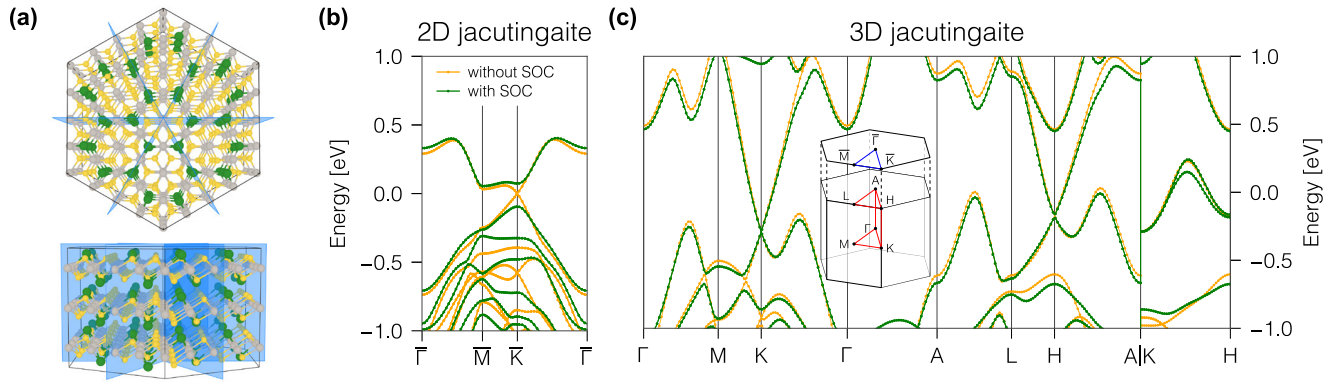 (a)
(b)
2D jacutingaite
Energy [eV]
1.0
0.5
0.0
−0.5
−1.0
without SOC
with SOC
Γ̅ M̅ K̅ Γ̅
(c)
3D jacutingaite
Γ̅
M̅ K̅
A
L H
Γ
M K
Γ M K Γ A L H A|K H
1.0
0.5
0.0
−0.5
−1.0
Energy [eV]